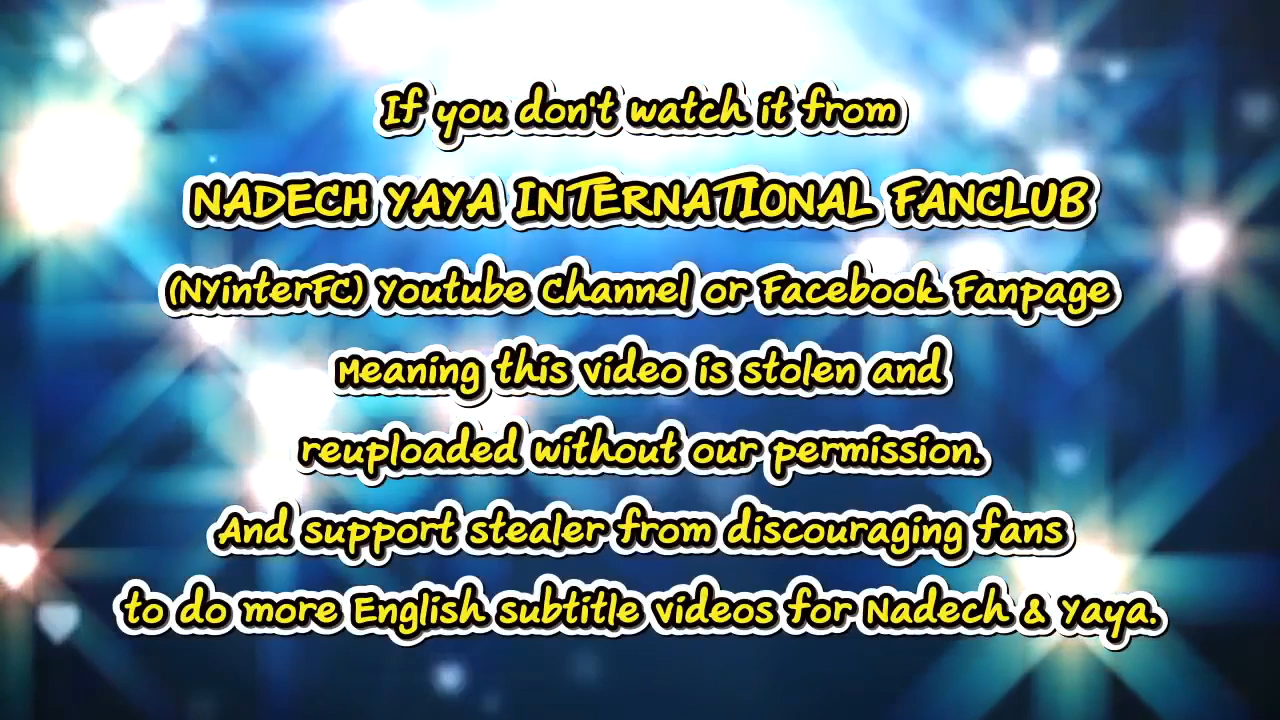 If you don't watch it from
NADECH YAYA INTERNATIONAL FANCLUB
(NYinterFC) Youtube Channel or Facebook Fanpage
Meaning this video is stolen and
reuploaded without our permission.
And support stealer from discouraging fans
to do more English subtitle videos for Nadech & Yaya.